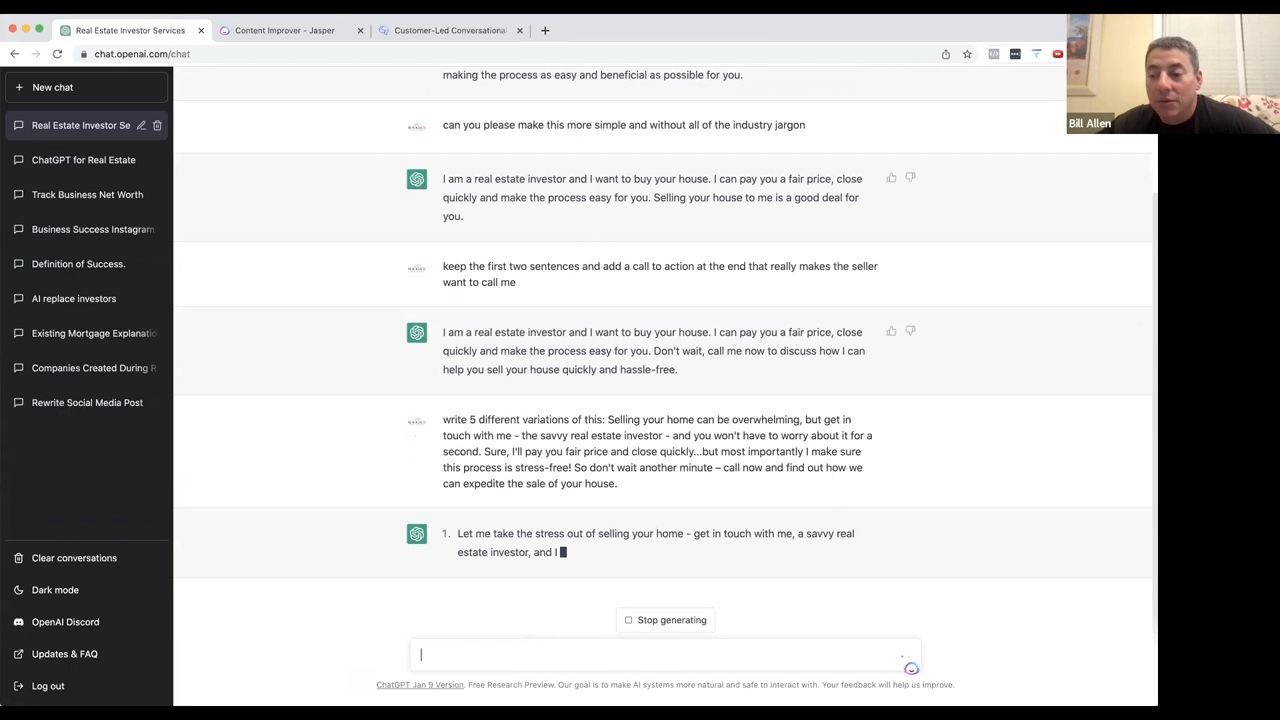 Real Estate Investor Services
Content Improver - Jasper
Customer-Led Conversational
chat.openai.com/chat
Bill Allen
New chat
Real Estate Investor Se
ChatGPT for Real Estate
Track Business Net Worth
Business Success Instagram
Definition of Success.
AI replace investors
Existing Mortgage Explanatio
Companies Created During R
Rewrite Social Media Post
Clear conversations
Dark mode
OpenAI Discord
Updates & FAQ
Log out
making the process as easy and beneficial as possible for you.
can you please make this more simple and without all of the industry jargon
I am a real estate investor and I want to buy your house. I can pay you a fair price, close
quickly and make the process easy for you. Selling your house to me is a good deal for
you.
keep the first two sentences and add a call to action at the end that really makes the seller
want to call me
I am a real estate investor and I want to buy your house. I can pay you a fair price, close
quickly and make the process easy for you. Don't wait, call me now to discuss how I can
help you sell your house quickly and hassle-free.
write 5 different variations of this: Selling your home can be overwhelming, but get in
touch with me - the savvy real estate investor - and you won't have to worry about it for a
second. Sure, I'll pay you fair price and close quickly...but most importantly I make sure
this process is stress-free! So don't wait another minute – call now and find out how we
can expedite the sale of your house.
1. Let me take the stress out of selling your home - get in touch with me, a savvy real
estate investor, and I
Stop generating
ChatGPT Jan 9 Version. Free Research Preview. Our goal is to make AI systems more natural and safe to interact with. Your feedback will help us improve.